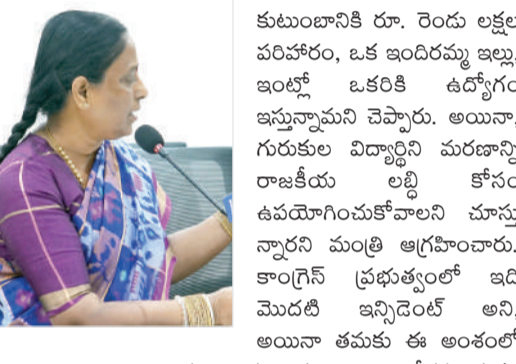 కుటుంబానికి రూ. రెండు లక్షల
పరిహారం, ఒక ఇందిరమ్మ ఇల్లు,
ఇంట్లో ఒకరికి ఉద్యోగం
ఇస్తున్నామని చెప్పారు. అయినా,
గురుకుల విద్యార్థిని మరణాన్ని
రాజకీయ లబ్ధి కోసం
ఉపయోగించుకోవాలని చూస్తు
న్నారని మంత్రి ఆగ్రహించారు.
కాంగ్రెస్ ప్రభుత్వంలో ఇది
మొదటి ఇన్సిడెంట్ అని,
అయినా తమకు ఈ అంశంలో